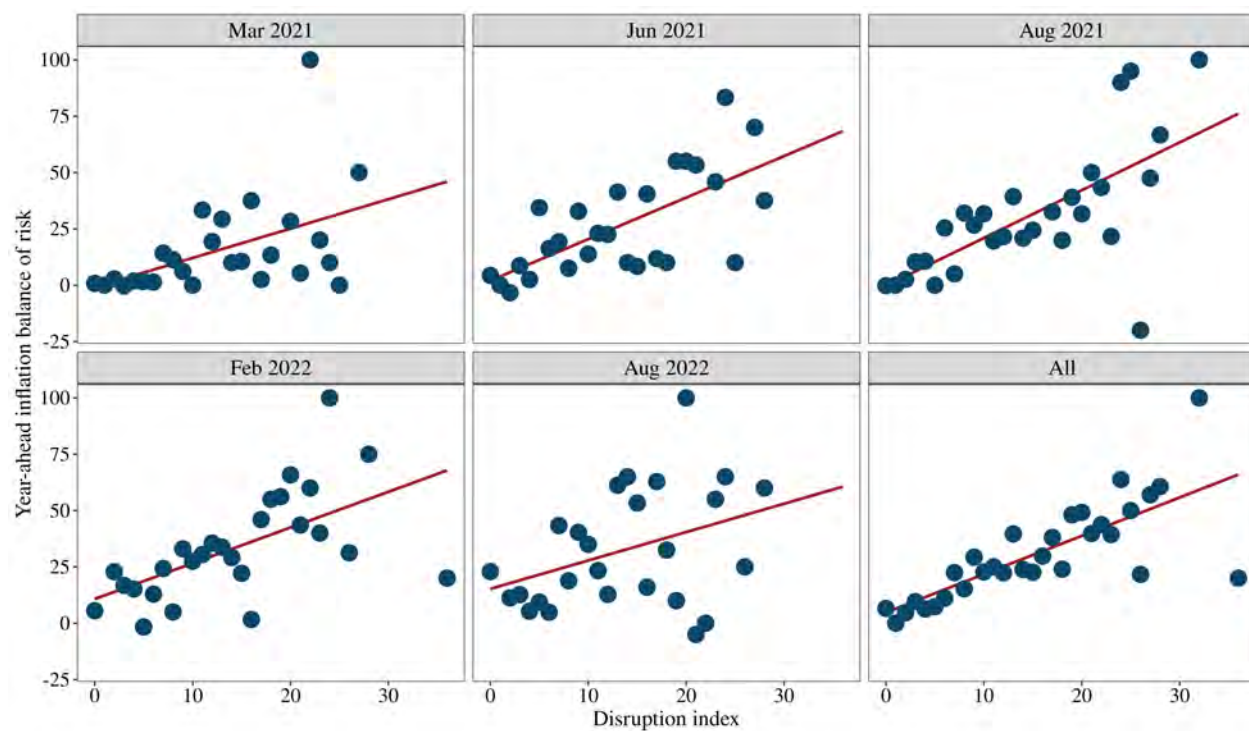 Mar 2021
Jun 2021
Aug 2021
100
75
50
25
0
-25
Feb 2022
Aug 2022
All
100
75
50
25
0
-25
0 10 20 30
0 10 20 30
0 10 20 30
Year-ahead inflation balance of risk
Disruption index